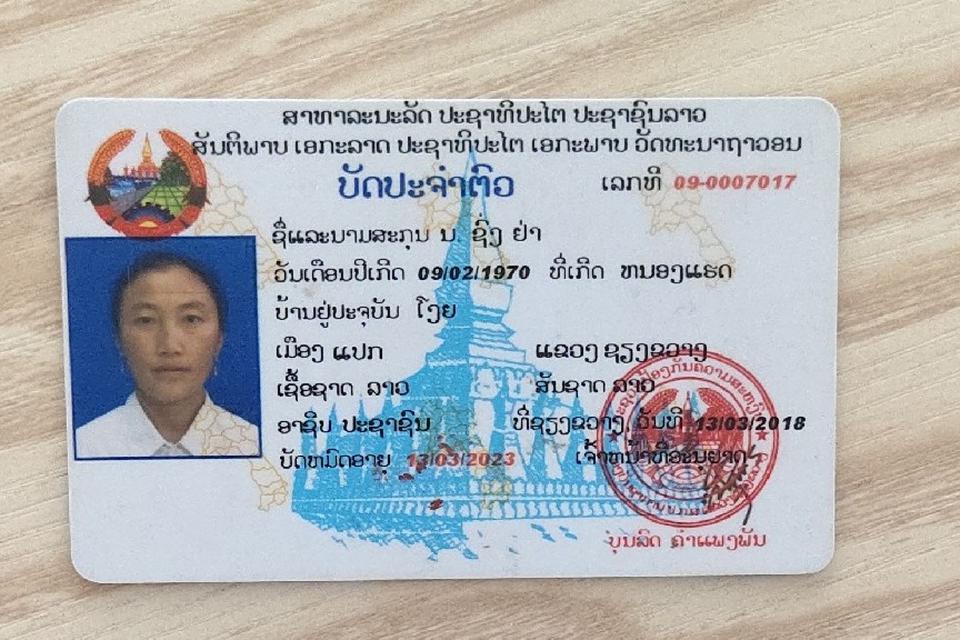 ສາທາລະນະລັດ ປະຊາທິປະໄຕ ປະຊາຊົນລາວ
ສັນຕິພາບ ເອກະລາດ ປະຊາທິປະໄຕ ເອກະພາບ ວັດທະນາຖາວອນ
ບັດປະຈຳຕົວ ເລກທີ 09-0007017
ຊື່ແລະນາມສະກຸນ ນ ຊົ່ງ ຢ່າ
ວັນເດືອນປີເກີດ 09/02/1970 ທີ່ເກີດ ຫນອງແຮດ
ບ້ານຢູ່ປະຈຸບັນ ໂງຍ
ເມືອງ ແປກ ແຂວງ ຊຽງຂວາງ
ເຊື້ອຊາດ ລາວ ສັນຊາດ ລາວ
ອາຊີບ ປະຊາຊົນ ທີ່ຊຽງຂວາງ, ວັນທີ 13/03/2018
ບັດຫມົດອາຍຸ 13/03/2023 ເຈົ້າຫນ້າທີ່ອະນຸຍາດ
ບຸນລິດ ຄຳແພງພັນ